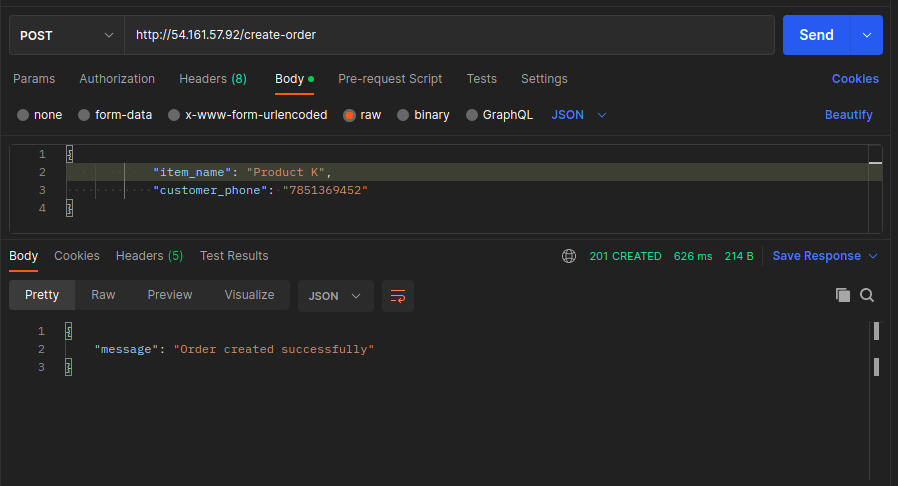 POST http://54.161.57.92/create-order Send
Params Authorization Headers (8) Body Pre-request Script Tests Settings Cookies
none form-data x-www-form-urlencoded raw binary GraphQL JSON Beautify
1 {
2 "item_name": "Product K",
3 "customer_phone": "7851369452"
4 }
Body Cookies Headers (5) Test Results 201 CREATED 626 ms 214 B Save Response
Pretty Raw Preview Visualize JSON
1 {
2 "message": "Order created successfully"
3 }